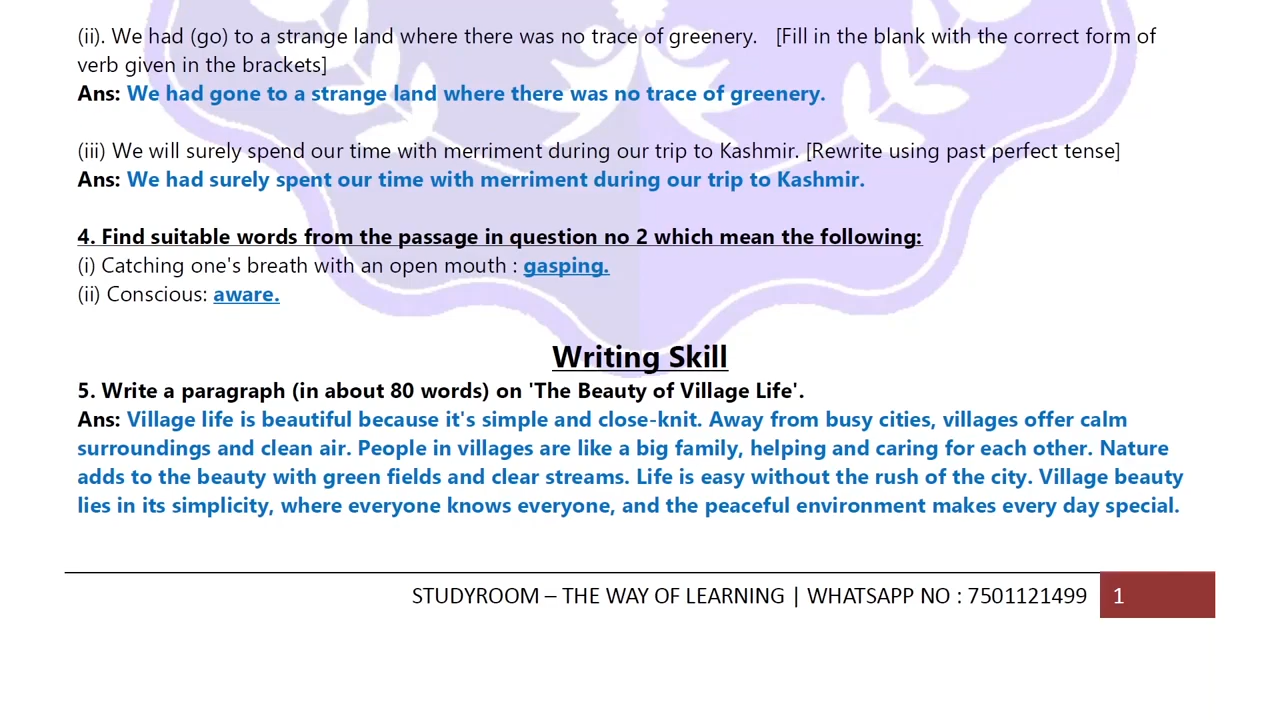 (ii). We had (go) to a strange land where there was no trace of greenery. [Fill in the blank with the correct form of
verb given in the brackets]
Ans: We had gone to a strange land where there was no trace of greenery.
(iii) We will surely spend our time with merriment during our trip to Kashmir. [Rewrite using past perfect tense]
Ans: We had surely spent our time with merriment during our trip to Kashmir.
4. Find suitable words from the passage in question no 2 which mean the following:
(i) Catching one's breath with an open mouth : gasping.
(ii) Conscious: aware.
Writing Skill
5. Write a paragraph (in about 80 words) on 'The Beauty of Village Life'.
Ans: Village life is beautiful because it's simple and close-knit. Away from busy cities, villages offer calm
surroundings and clean air. People in villages are like a big family, helping and caring for each other. Nature
adds to the beauty with green fields and clear streams. Life is easy without the rush of the city. Village beauty
lies in its simplicity, where everyone knows everyone, and the peaceful environment makes every day special.
STUDYROOM – THE WAY OF LEARNING | WHATSAPP NO : 7501121499 1